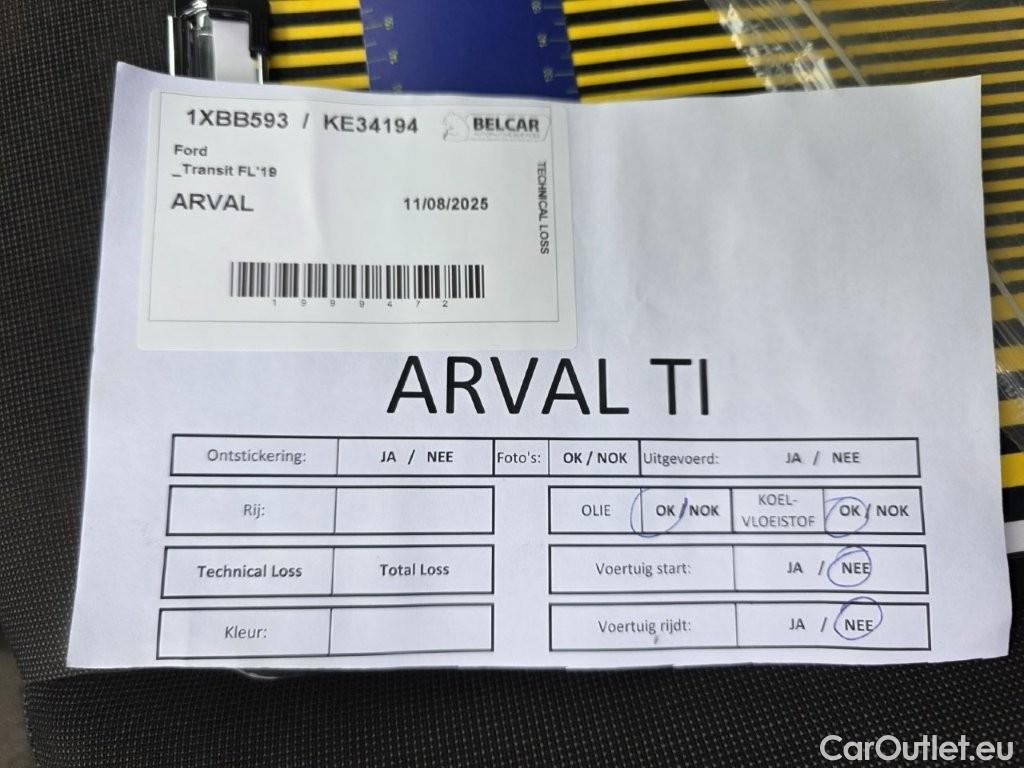 1XBB593 / KE34194
BELCAR
Ford
_Transit FL'19
ARVAL 11/08/2025
TECHNICAL LOSS
1999472
ARVAL TI
Ontstickering: JA / NEE Foto's: OK / NOK Uitgevoerd: JA / NEE
Rij: OLIE OK / NOK KOEL-
VLOEISTOF OK / NOK
Technical Loss Total Loss Voertuig start: JA / NEE
Kleur: Voertuig rijdt: JA / NEE
CarOutlet.eu